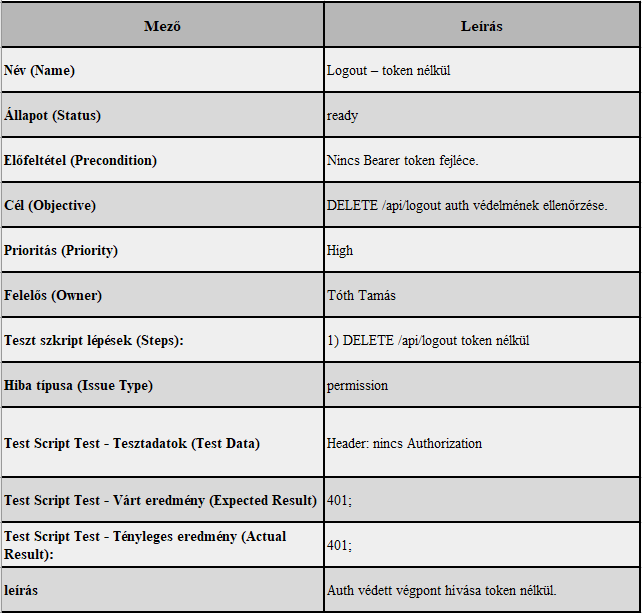 Mező Leírás
Név (Name) Logout – token nélkül
Állapot (Status) ready
Előfeltétel (Precondition) Nincs Bearer token fejléce.
Cél (Objective) DELETE /api/logout auth védelmének ellenőrzése.
Prioritás (Priority) High
Felelős (Owner) Tóth Tamás
Teszt szkript lépések (Steps): 1) DELETE /api/logout token nélkül
Hiba típusa (Issue Type) permission
Test Script Test - Tesztadatok (Test Data) Header: nincs Authorization
Test Script Test - Várt eredmény (Expected Result) 401;
Test Script Test - Tényleges eredmény (Actual
Result): 401;
leírás Auth védett végpont hívása token nélkül.